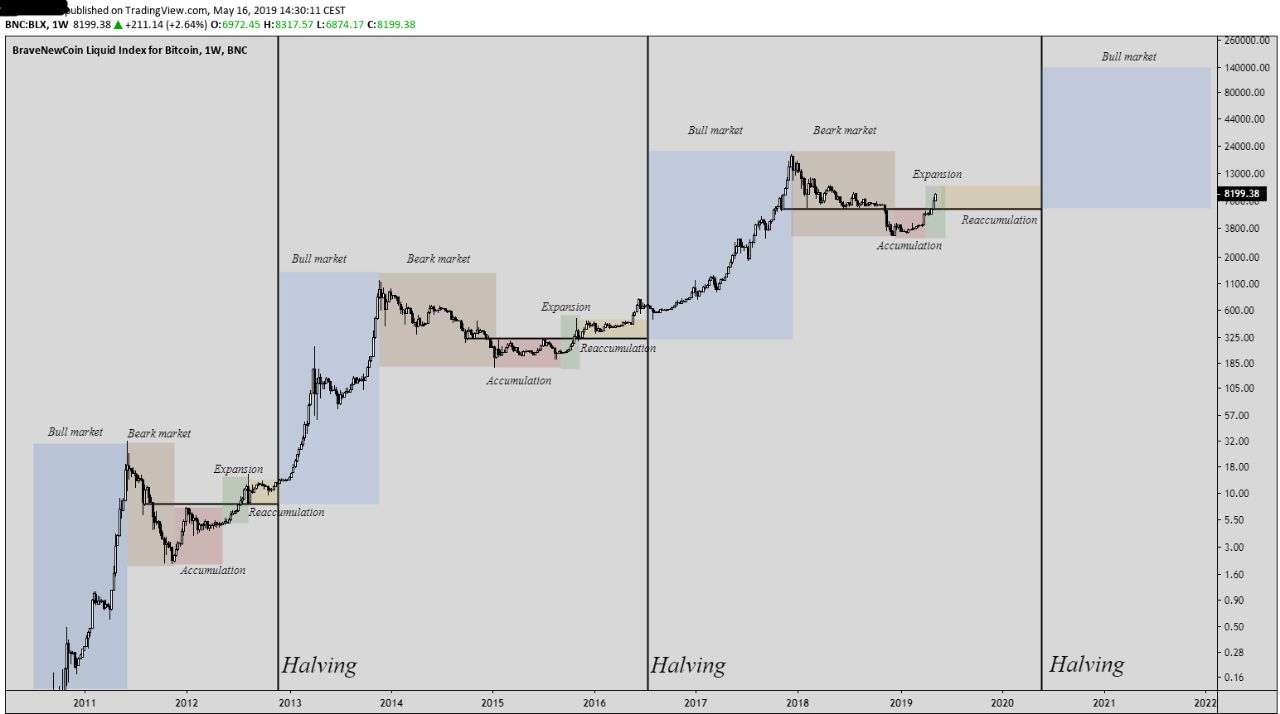 published on TradingView.com, May 16, 2019 14:30:11 CEST
BNC:BLX, 1W 8199.38 ▲ +211.14 (+2.64%) O:6972.45 H:8317.57 L:6874.17 C:8199.38
BraveNewCoin Liquid Index for Bitcoin, 1W, BNC
260000.00
Bull market
140000.00
80000.00
44000.00
Bull market
Beark market
24000.00
Expansion
13000.00
8199.38
Reaccumulation
3800.00
Accumulation
Bull market
Beark market
2000.00
1100.00
Expansion
600.00
325.00
Reaccumulation
185.00
Accumulation
105.00
57.00
Bull market
Beark market
32.00
Expansion
18.00
10.00
Reaccumulation
5.50
3.00
Accumulation
1.60
0.90
0.50
0.28
Halving
Halving
Halving
0.16
2011 2012 2013 2014 2015 2016 2017 2018 2019 2020 2021 2022